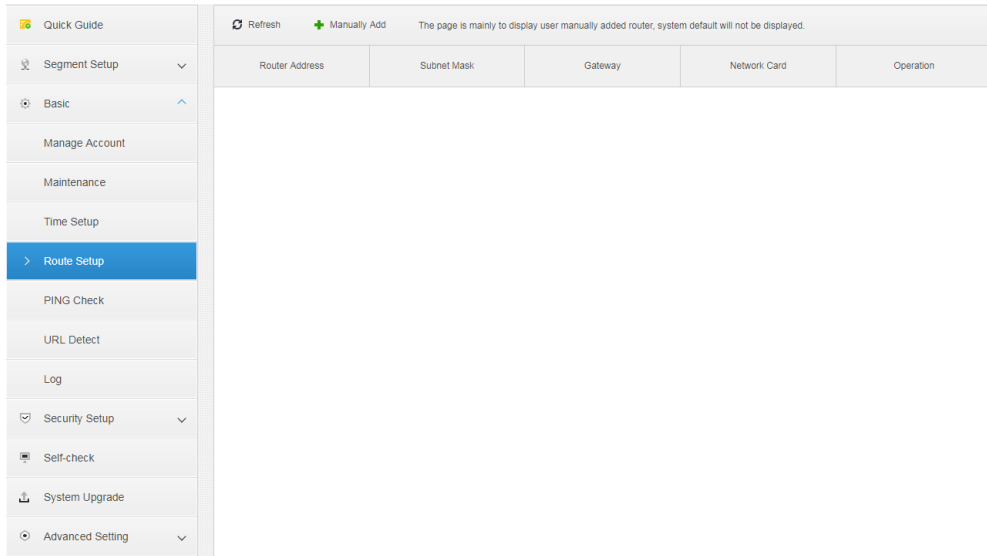 Quick Guide
Segment Setup
Basic
Manage Account
Maintenance
Time Setup
Route Setup
PING Check
URL Detect
Log
Security Setup
Self-check
System Upgrade
Advanced Setting
Refresh Manually Add The page is mainly to display user manually added router, system default will not be displayed.
Router Address Subnet Mask Gateway Network Card Operation